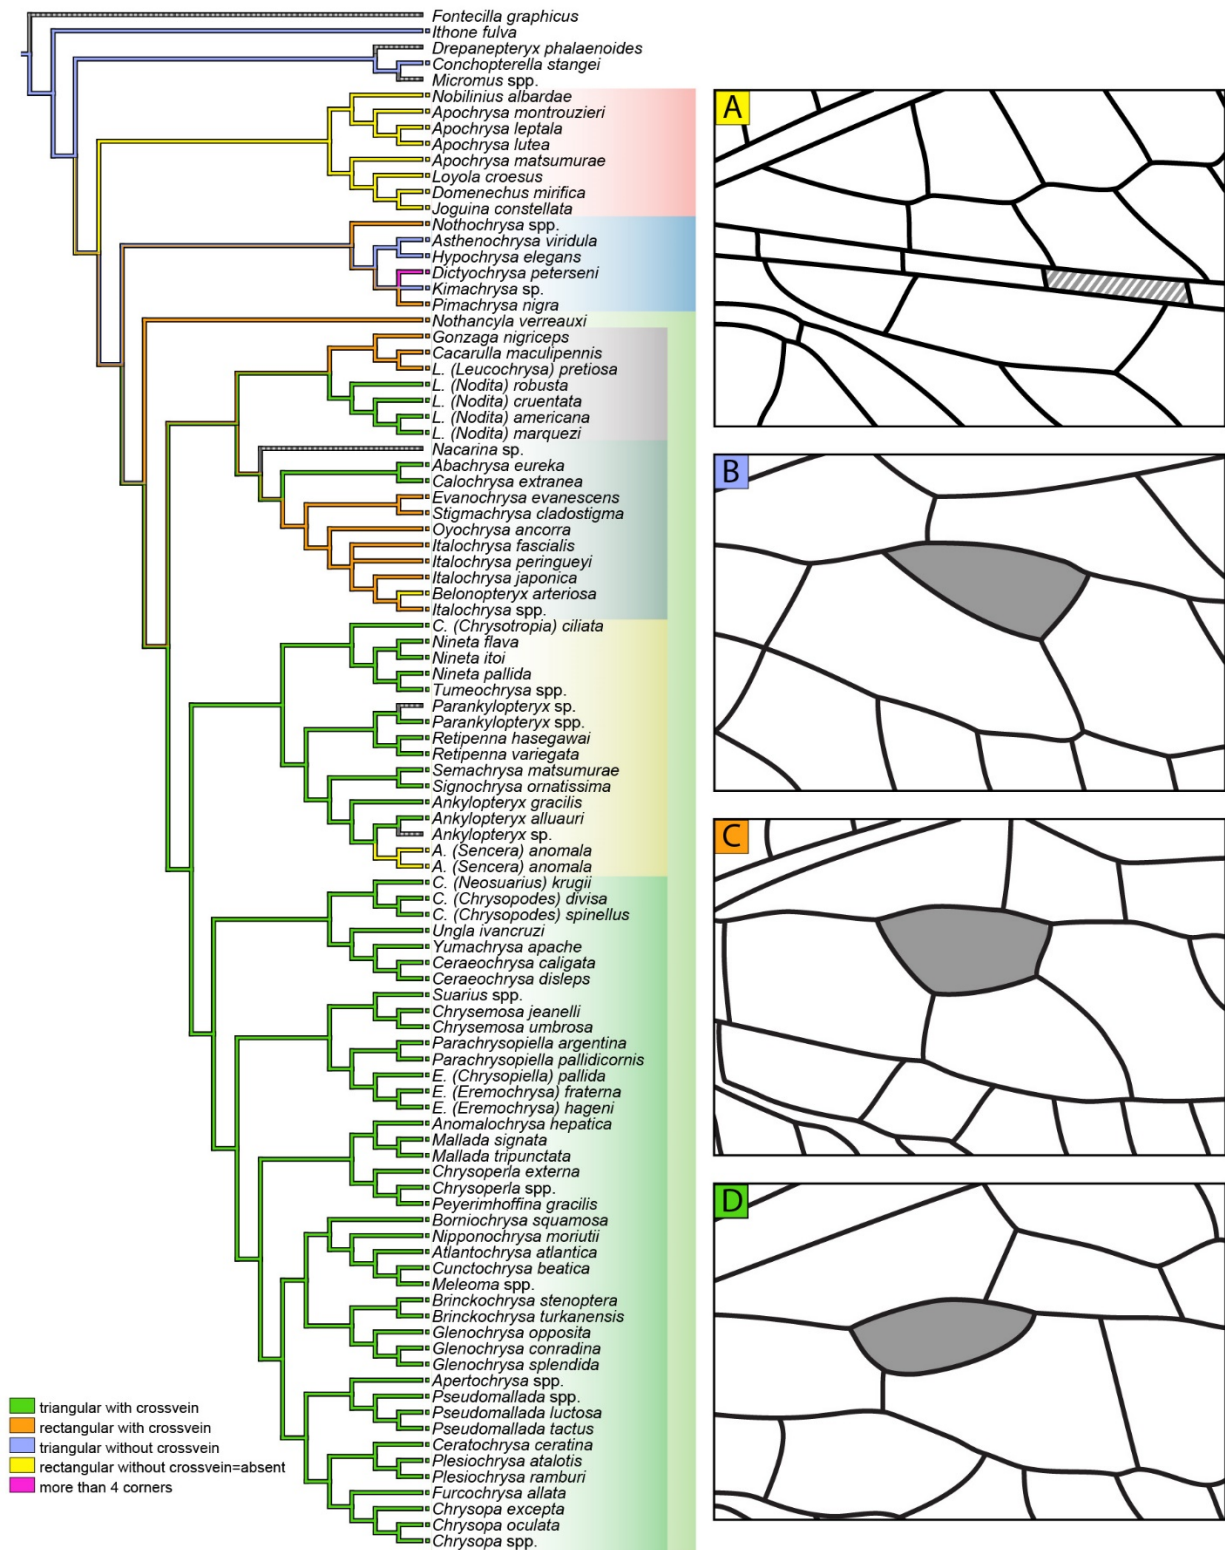 Fontecilla graphicus
Ithone fulva
Drepanepteryx phalaenoides
Conchopterella stangei
Micromus spp.
Nobilinius albardae
Apochrysa montrouzieri
Apochrysa leptala
Apochrysa lutea
Apochrysa matsumurae
Loyola croesus
Domenechus mirifica
Joguina constellata
Nothochrysa spp.
Asthenochrysa viridula
Hypochrysa elegans
Dictyochrysa peterseni
Kimachrysa sp.
Pimachrysa nigra
Nothancyla verreauxi
Gonzaga nigriceps
Cacarulla maculipennis
L. (Leucochrysa) pretiosa
L. (Nodita) robusta
L. (Nodita) cruentata
L. (Nodita) americana
L. (Nodita) marquezi
Nacarina sp.
Abachrysa eureka
Calochrysa extranea
Evanochrysa evanescens
Stigmachrysa cladostigma
Oyochrysa ancorra
Italochrysa fascialis
Italochrysa peringueyi
Italochrysa japonica
Belonopteryx arteriosa
Italochrysa spp.
C. (Chrysotropia) ciliata
Nineta flava
Nineta itoi
Nineta pallida
Tumeochrysa spp.
Parankylopteryx sp.
Parankylopteryx spp.
Retipenna hasegawai
Retipenna variegata
Semachrysa matsumurae
Signochrysa ornatissima
Ankylopteryx gracilis
Ankylopteryx alluauri
Ankylopteryx sp.
A. (Sencera) anomala
A. (Sencera) anomala
C. (Neosuarius) krugii
C. (Chrysopodes) divisa
C. (Chrysopodes) spinellus
Ungla ivancruzi
Yumachrysa apache
Ceraeochrysa caligata
Ceraeochrysa disleps
Suarius spp.
Chrysemosa jeanelli
Chrysemosa umbrosa
Parachrysopiella argentina
Parachrysopiella pallidicornis
E. (Chrysopiella) pallida
E. (Eremochrysa) fraterna
E. (Eremochrysa) hageni
Anomalochrysa hepatica
Mallada signata
Mallada tripunctata
Chrysoperla externa
Chrysoperla spp.
Peyerimhoffina gracilis
Borniochrysa squamosa
Nipponochrysa moriutii
Atlantochrysa atlantica
Cunctochrysa beatica
Meleoma spp.
Brinckochrysa stenoptera
Brinckochrysa turkanensis
Glenochrysa opposita
Glenochrysa conradina
Glenochrysa splendida
Apertochrysa spp.
Pseudomallada spp.
Pseudomallada luctosa
Pseudomallada tactus
Ceratochrysa ceratina
Plesiochrysa atalotis
Plesiochrysa ramburi
Furcochrysa allata
Chrysopa excepta
Chrysopa oculata
Chrysopa spp.
triangular with crossvein
rectangular with crossvein
triangular without crossvein
rectangular without crossvein=absent
more than 4 corners
A
B
C
D